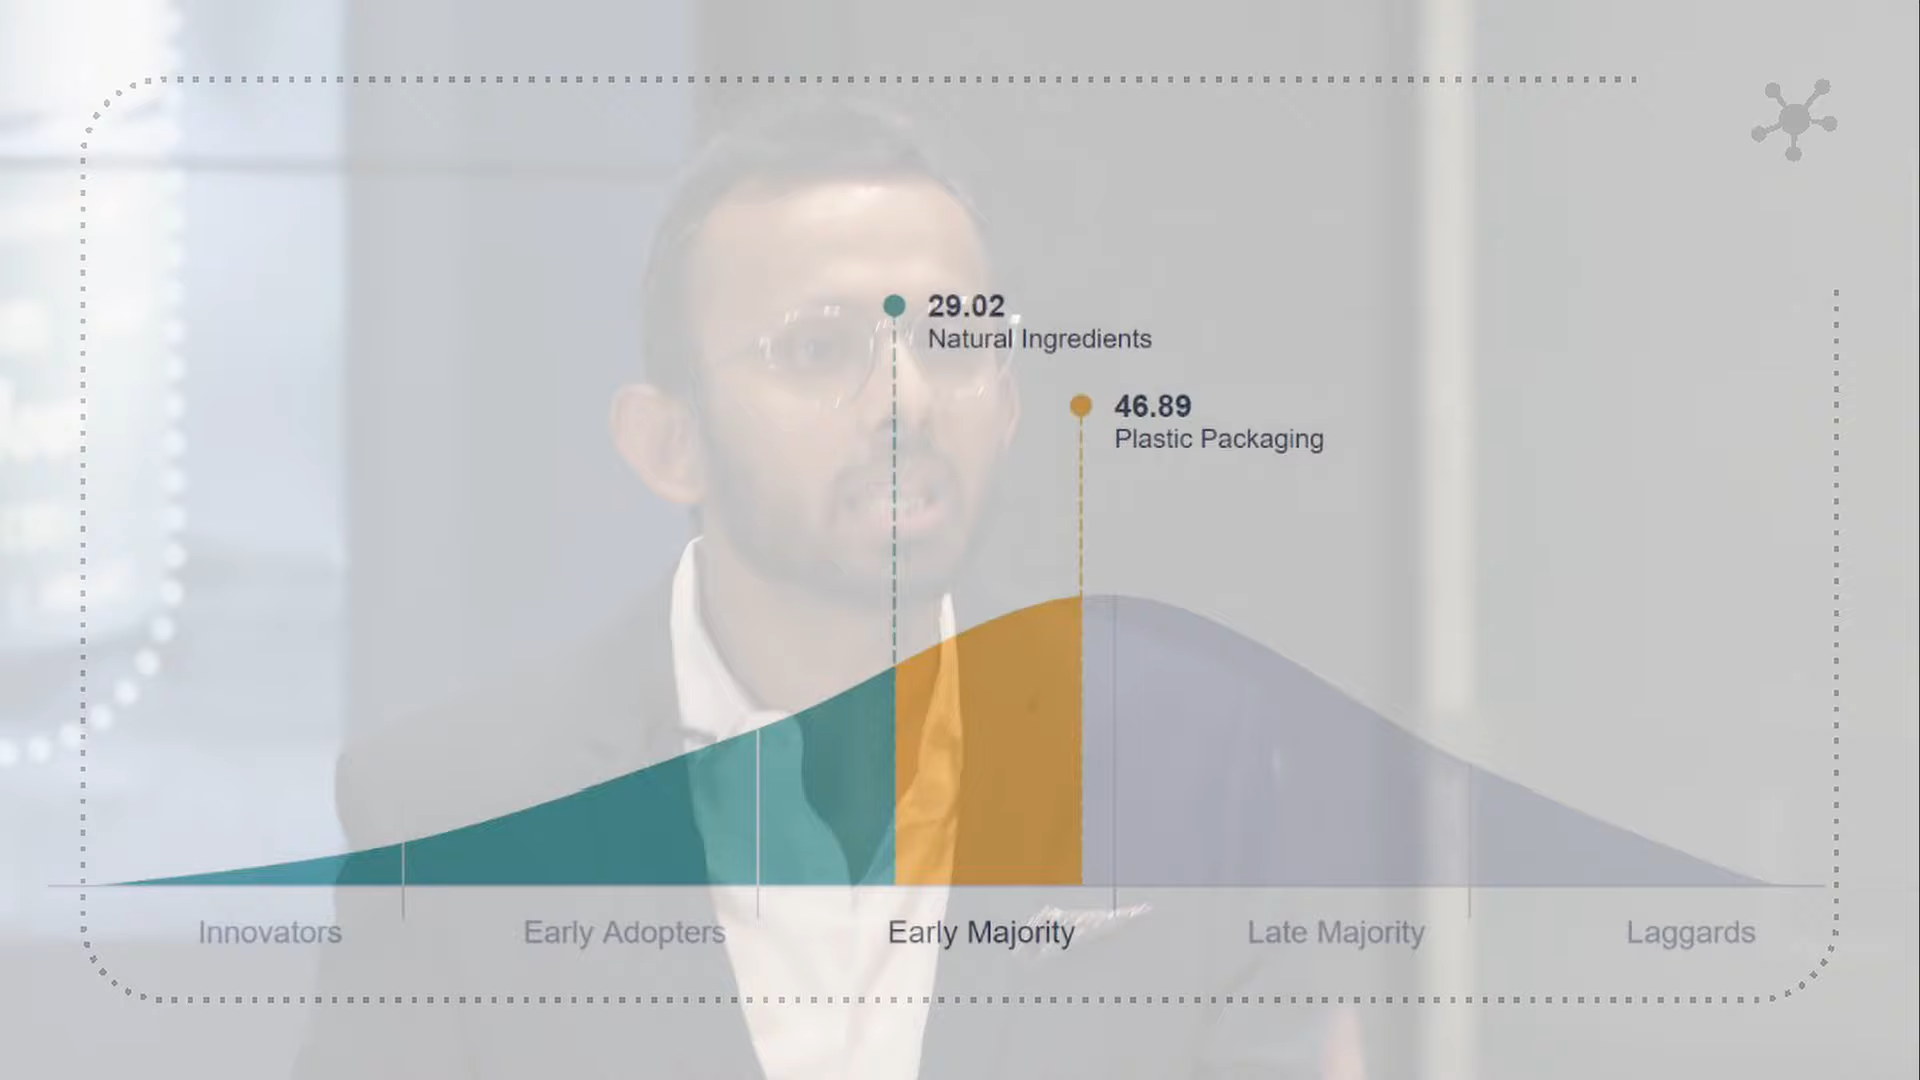 29.02
Natural Ingredients
46.89
Plastic Packaging
Innovators
Early Adopters
Early Majority
Late Majority
Laggards